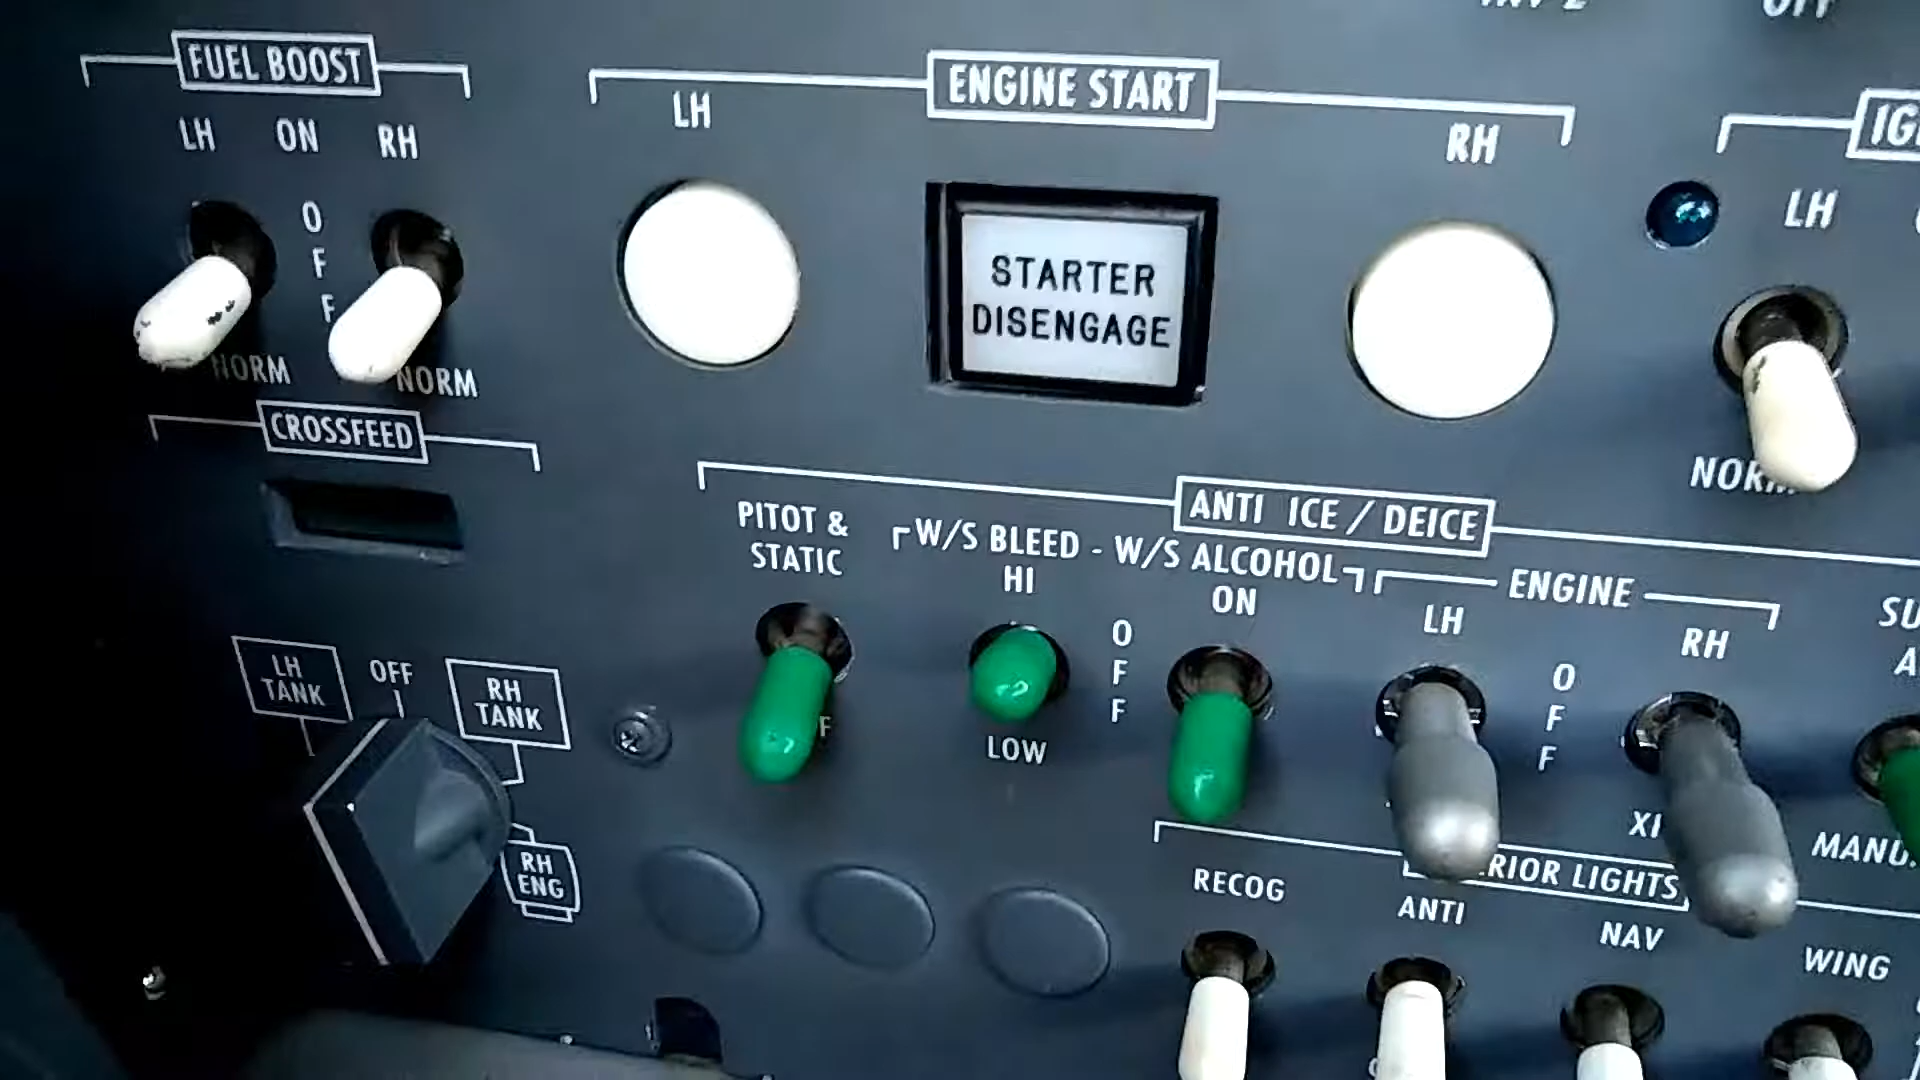 OFF
FUEL BOOST
LH ON RH
O
F
F
NORM NORM
ENGINE START
LH RH
STARTER
DISENGAGE
LH
CROSSFEED
LH
TANK
OFF
RH
TANK
RH
ENG
ANTI ICE / DEICE
PITOT &
STATIC
W/S BLEED - W/S ALCOHOL
HI ON
O
F
F
LOW
ENGINE
LH RH
O
F
F
RECOG
ANTI
NAV
WING
LIGHTS